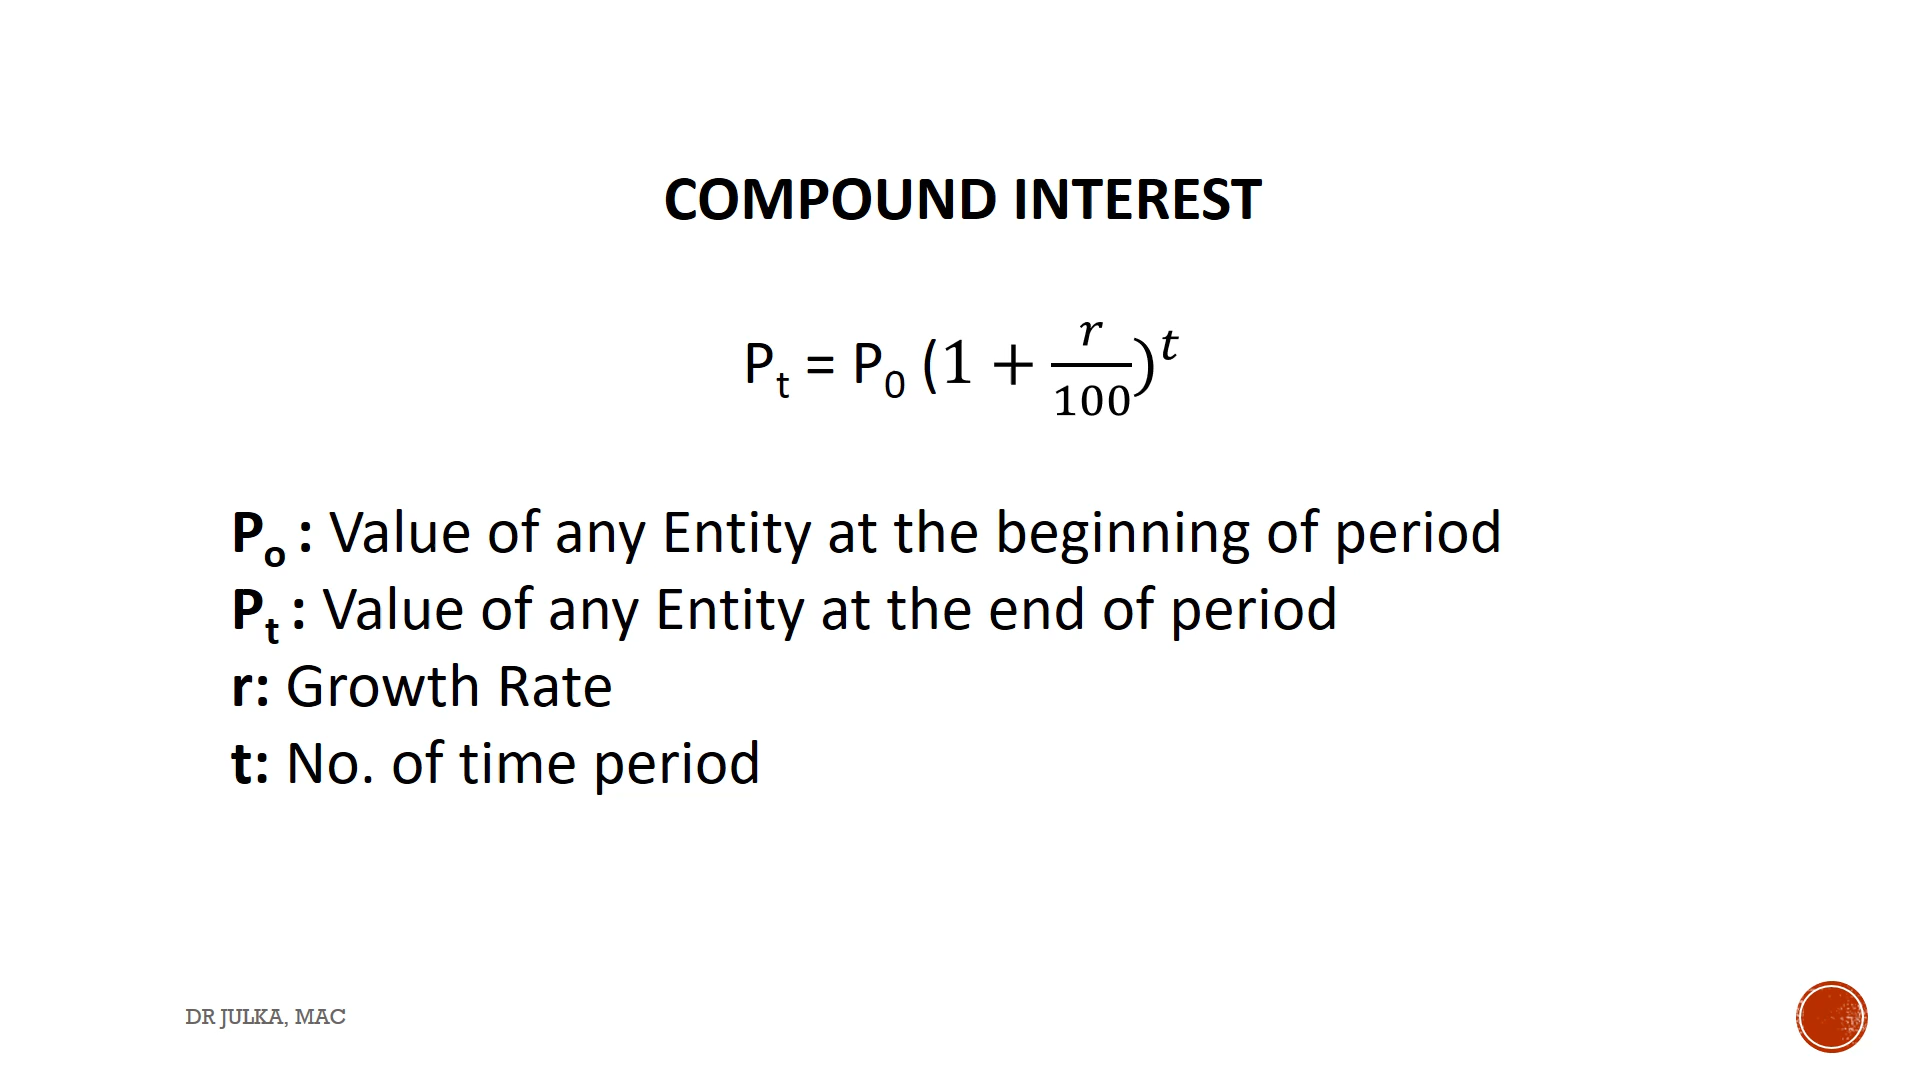 COMPOUND INTEREST
Pₜ = P₀ (1 + r/100)ᵗ
Pₒ : Value of any Entity at the beginning of period
Pₜ : Value of any Entity at the end of period
r: Growth Rate
t: No. of time period
DR JULKA, MAC